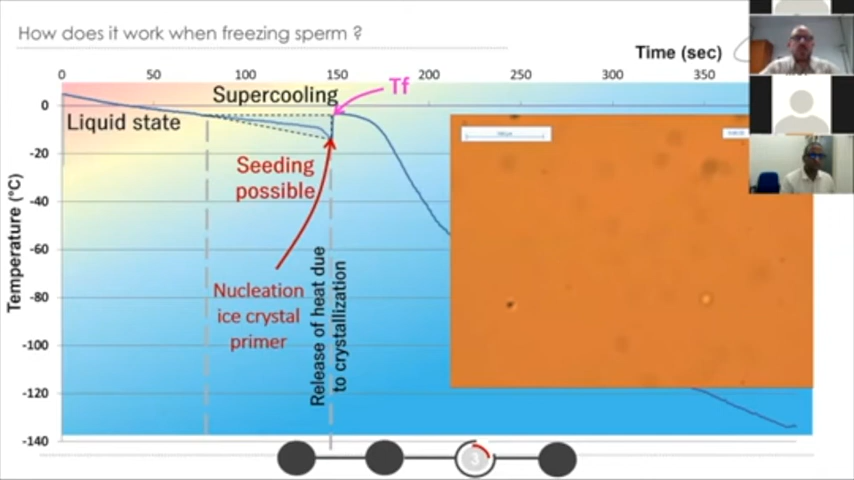 How does it work when freezing sperm ?
Time (sec)
0 50 100 150 200 250 300 350
Supercooling
Tf
Liquid state
Seeding
possible
Nucleation
ice crystal
primer
Release of heat due
to crystallization
Temperature (°C)
0
-20
-40
-60
-80
-100
-120
-140
3